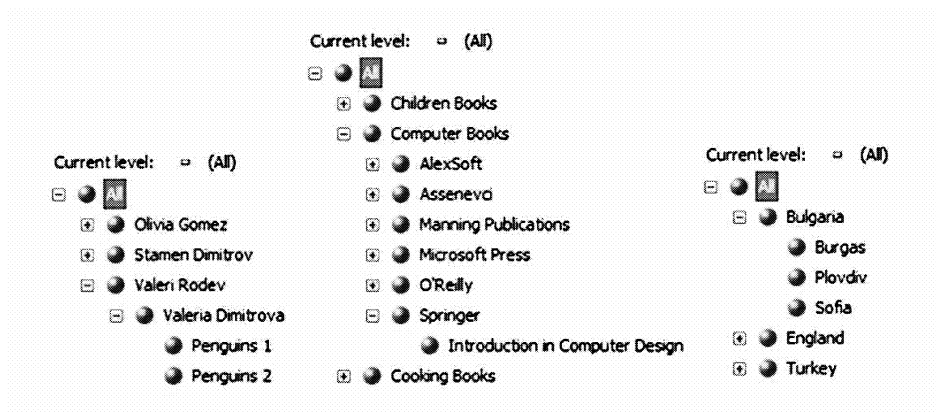 Current level: (All)
All
Olivia Gomez
Stamen Dimitrov
Valeri Rodev
Valeria Dimitrova
Penguins 1
Penguins 2
Current level: (All)
All
Children Books
Computer Books
AlexSoft
Assenevci
Manning Publications
Microsoft Press
O'Reilly
Springer
Introduction in Computer Design
Cooking Books
Current level: (All)
All
Bulgaria
Burgas
Plovdiv
Sofia
England
Turkey